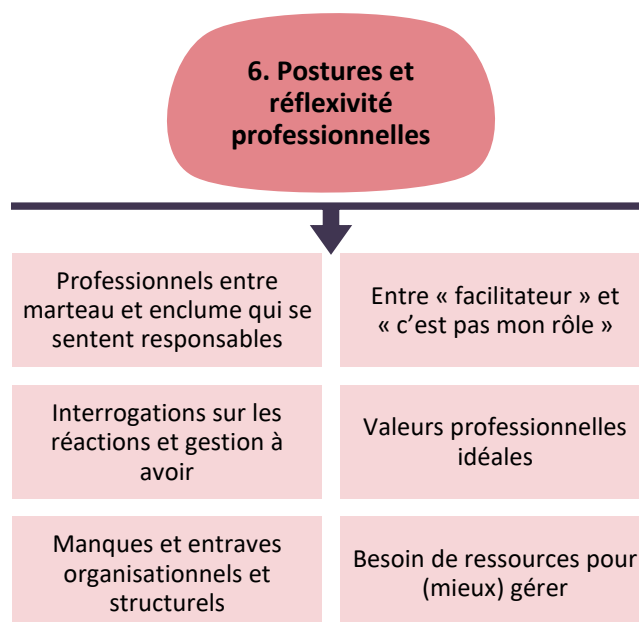 6. Postures et
réflexivité
professionnelles
Professionnels entre
marteau et enclume qui se
sentent responsables
Entre « facilitateur » et
« c’est pas mon rôle »
Interrogations sur les
réactions et gestion à
avoir
Valeurs professionnelles
idéales
Manques et entraves
organisationnels et
structurels
Besoin de ressources pour
(mieux) gérer